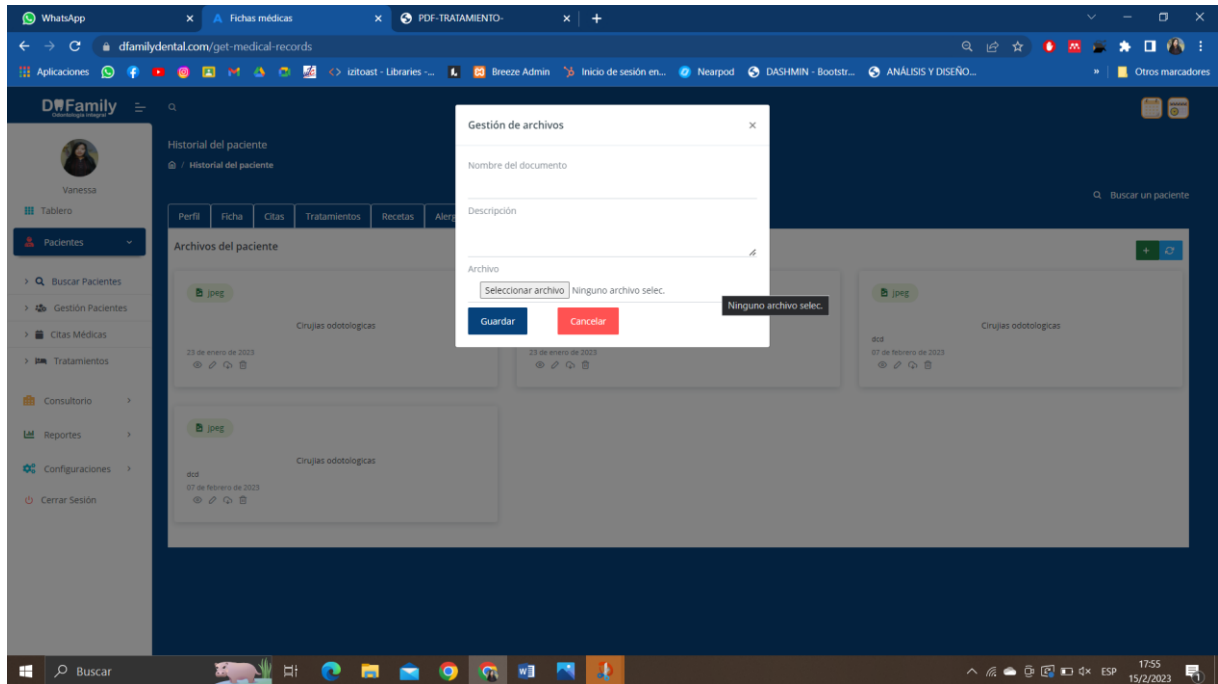 WhatsApp
Fichas médicas
PDF-TRATAMIENTO-
dfamilydental.com/get-medical-records
Aplicaciones
izitoast - Libraries -...
Breeze Admin
Inicio de sesión en...
Nearpod
DASHMIN - Bootstr...
ANÁLISIS Y DISEÑO...
Otros marcadores
Family
Odontología Integral
Vanessa
Tablero
Pacientes
Buscar Pacientes
Gestión Pacientes
Citas Médicas
Tratamientos
Consultorio
Reportes
Configuraciones
Cerrar Sesión
Historial del paciente
/ Historial del paciente
Buscar un paciente
Perfil
Ficha
Citas
Tratamientos
Recetas
Alerg
Archivos del paciente
jpeg
Cirujias odotologicas
23 de enero de 2023
23 de enero de 2023
jpeg
Cirujias odotologicas
dcd
07 de febrero de 2023
jpeg
Cirujias odotologicas
dcd
07 de febrero de 2023
Gestión de archivos
Nombre del documento
Descripción
Archivo
Seleccionar archivo Ninguno archivo selec.
Ninguno archivo selec.
Guardar
Cancelar
Buscar
ESP
17:55
15/2/2023